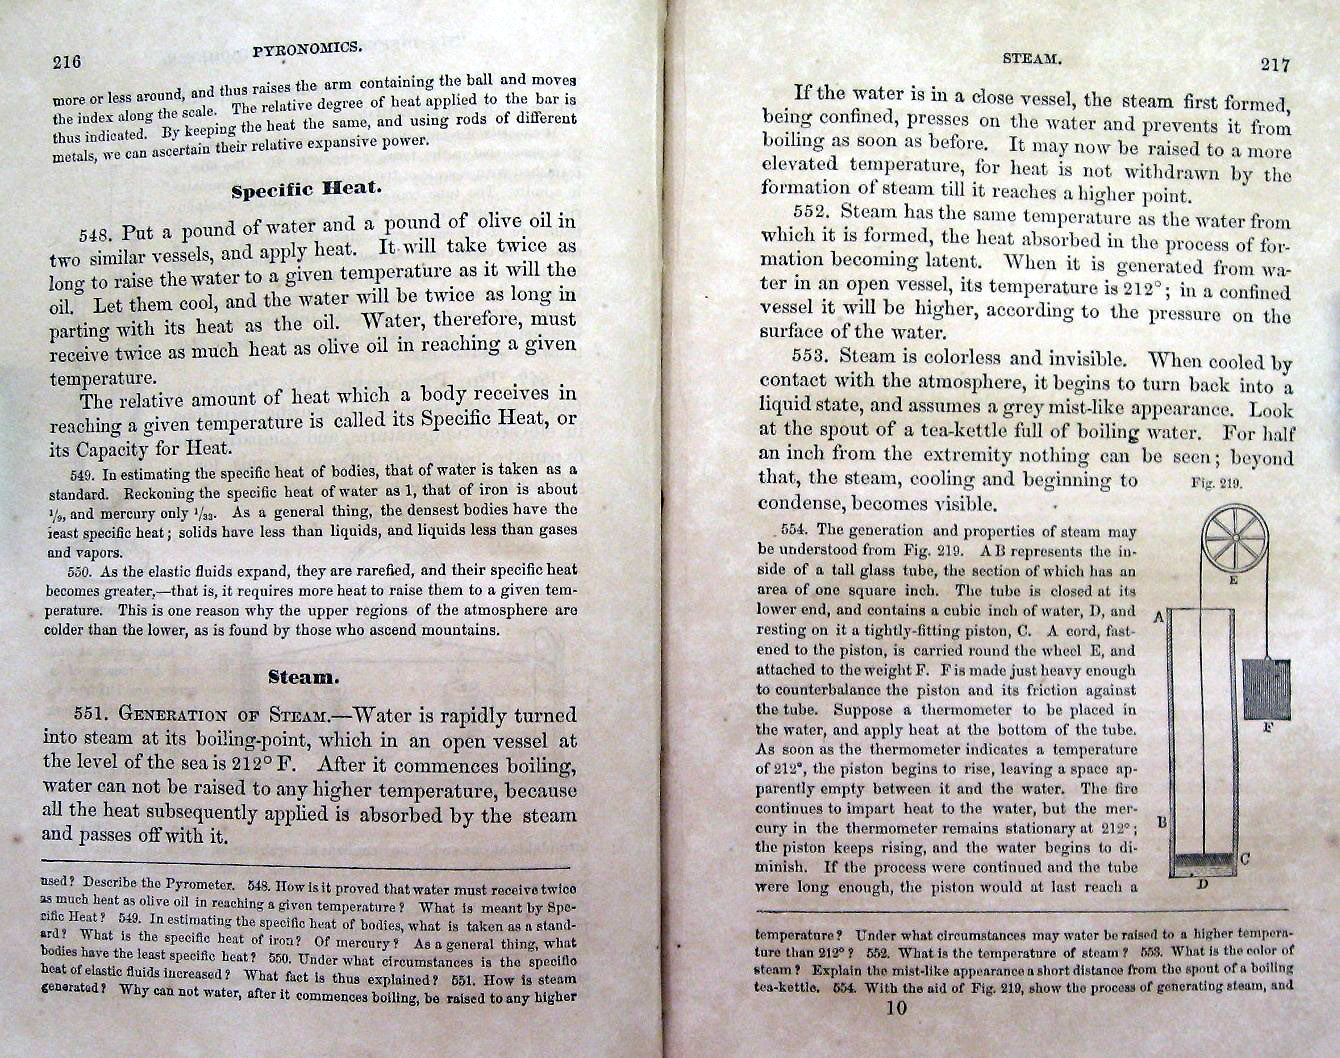 216
PYRONOMICS.
more or less around, and thus raises the arm containing the ball and moves
the index along the scale. The relative degree of heat applied to the bar is
thus indicated. By keeping the heat the same, and using rods of different
metals, we can ascertain their relative expansive power.
Specific Heat.
548. Put a pound of water and a pound of olive oil in
two similar vessels, and apply heat. It will take twice as
long to raise the water to a given temperature as it will the
oil. Let them cool, and the water will be twice as long in
parting with its heat as the oil. Water, therefore, must
receive twice as much heat as olive oil in reaching a given
temperature.
The relative amount of heat which a body receives in
reaching a given temperature is called its Specific Heat, or
its Capacity for Heat.
549. In estimating the specific heat of bodies, that of water is taken as a
standard. Reckoning the specific heat of water as 1, that of iron is about
1/9, and mercury only 1/33. As a general thing, the densest bodies have the
least specific heat; solids have less than liquids, and liquids less than gases
and vapors.
550. As the elastic fluids expand, they are rarefied, and their specific heat
becomes greater,—that is, it requires more heat to raise them to a given tem-
perature. This is one reason why the upper regions of the atmosphere are
colder than the lower, as is found by those who ascend mountains.
Steam.
551. GENERATION OF STEAM.—Water is rapidly turned
into steam at its boiling-point, which in an open vessel at
the level of the sea is 212° F. After it commences boiling,
water can not be raised to any higher temperature, because
all the heat subsequently applied is absorbed by the steam
and passes off with it.
used? Describe the Pyrometer. 548. How is it proved that water must receive twice
as much heat as olive oil in reaching a given temperature? What is meant by Spe-
cific Heat? 549. In estimating the specific heat of bodies, what is taken as a stand-
ard? What is the specific heat of iron? Of mercury? As a general thing, what
bodies have the least specific heat? 550. Under what circumstances is the specific
heat of elastic fluids increased? What fact is thus explained? 551. How is steam
generated? Why can not water, after it commences boiling, be raised to any higher
STEAM.
217
If the water is in a close vessel, the steam first formed,
being confined, presses on the water and prevents it from
boiling as soon as before. It may now be raised to a more
elevated temperature, for heat is not withdrawn by the
formation of steam till it reaches a higher point.
552. Steam has the same temperature as the water from
which it is formed, the heat absorbed in the process of for-
mation becoming latent. When it is generated from wa-
ter in an open vessel, its temperature is 212°; in a confined
vessel it will be higher, according to the pressure on the
surface of the water.
553. Steam is colorless and invisible. When cooled by
contact with the atmosphere, it begins to turn back into a
liquid state, and assumes a grey mist-like appearance. Look
at the spout of a tea-kettle full of boiling water. For half
an inch from the extremity nothing can be seen; beyond
that, the steam, cooling and beginning to
condense, becomes visible.
554. The generation and properties of steam may
be understood from Fig. 219. A B represents the in-
side of a tall glass tube, the section of which has an
area of one square inch. The tube is closed at its
lower end, and contains a cubic inch of water, D, and
resting on it a tightly-fitting piston, C. A cord, fast-
ened to the piston, is carried round the wheel E, and
attached to the weight F. F is made just heavy enough
to counterbalance the piston and its friction against
the tube. Suppose a thermometer to be placed in
the water, and apply heat at the bottom of the tube.
As soon as the thermometer indicates a temperature
of 212°, the piston begins to rise, leaving a space ap-
parently empty between it and the water. The fire
continues to impart heat to the water, but the mer-
cury in the thermometer remains stationary at 212°;
the piston keeps rising, and the water begins to di-
minish. If the process were continued and the tube
were long enough, the piston would at last reach a
Fig. 219.
E
A
F
B
C
D
temperature? Under what circumstances may water be raised to a higher tempera-
ture than 212°? 552. What is the temperature of steam? 553. What is the color of
steam? Explain the mist-like appearance a short distance from the spout of a boiling
tea-kettle. 554. With the aid of Fig. 219, show the process of generating steam, and
10